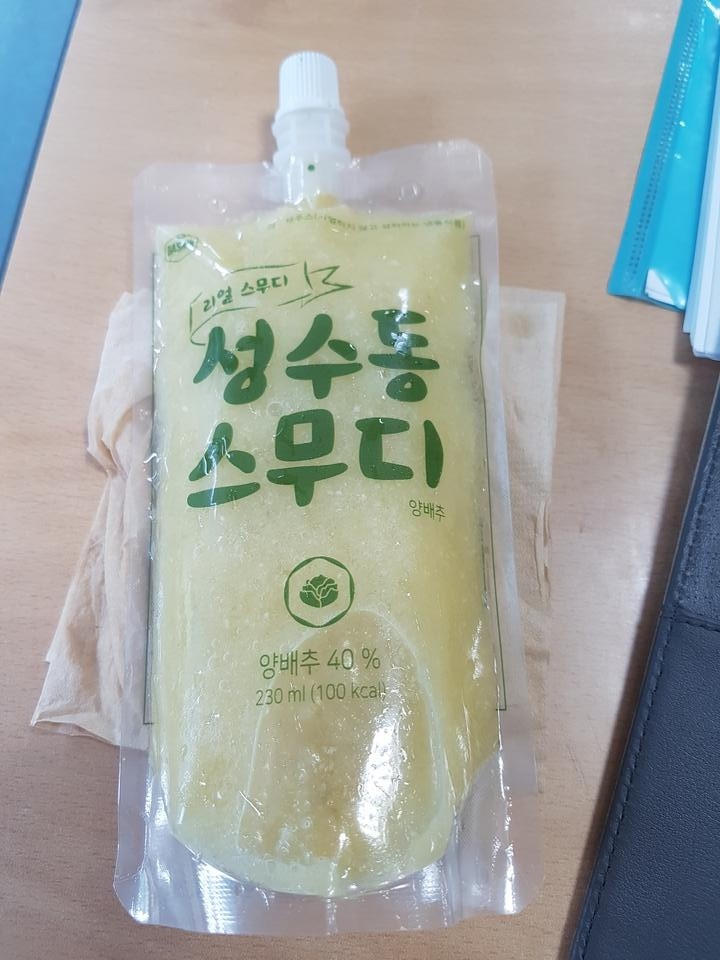 리얼 스무디
성수동
스무디
양배추
양배추 40 %
230 ml (100 kcal)